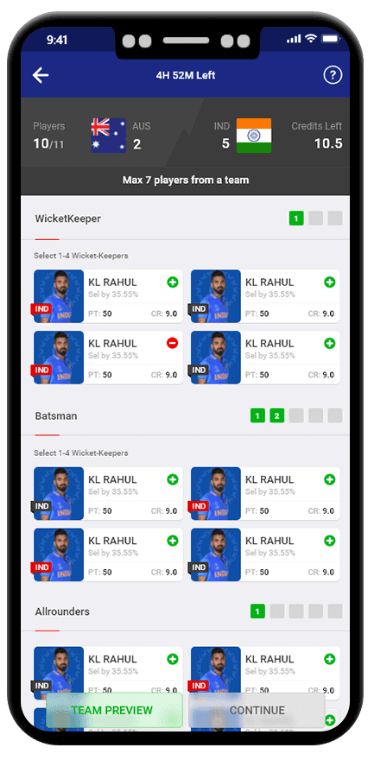 9:41
4H 52M Left
?
Players AUS IND Credits Left
10/11 2 5 10.5
Max 7 players from a team
WicketKeeper 1
Select 1-4 Wicket-Keepers
KL RAHUL KL RAHUL
Sel by 35.55% Sel by 35.55%
IND IND
PT: 50 CR: 9.0 PT: 50 CR: 9.0
KL RAHUL KL RAHUL
Sel by 35.55% Sel by 35.55%
IND IND
PT: 50 CR: 9.0 PT: 50 CR: 9.0
Batsman 1 2
Select 1-4 Wicket-Keepers
KL RAHUL KL RAHUL
Sel by 35.55% Sel by 35.55%
IND IND
PT: 50 CR: 9.0 PT: 50 CR: 9.0
KL RAHUL KL RAHUL
Sel by 35.55% Sel by 35.55%
IND IND
PT: 50 CR: 9.0 PT: 50 CR: 9.0
Allrounders 1
KL RAHUL KL RAHUL
Sel by 35.55% Sel by 35.55%
IND IND
PT: 50 CR: 9.0 PT: 50 CR: 9.0
TEAM PREVIEW CONTINUE